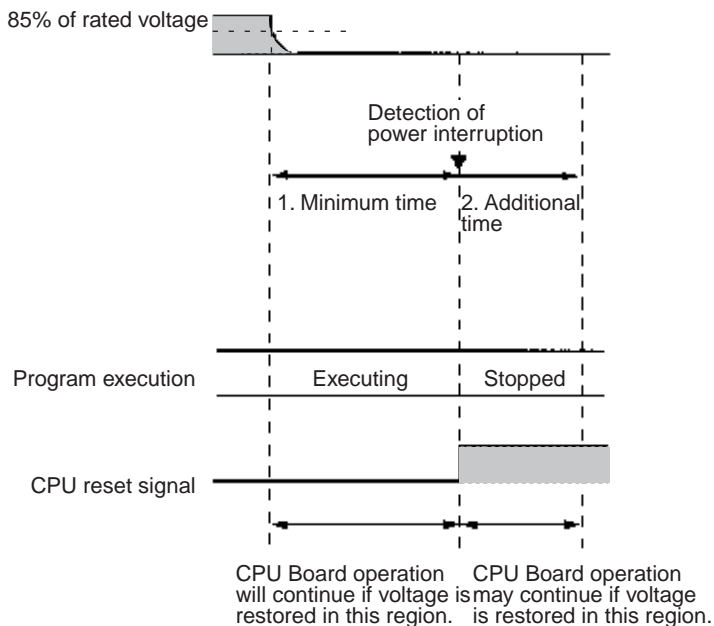 85% of rated voltage
Detection of
power interruption
1. Minimum time
2. Additional
time
Program execution
Executing
Stopped
CPU reset signal
CPU Board operation
will continue if voltage is
restored in this region.
CPU Board operation
may continue if voltage
is restored in this region.